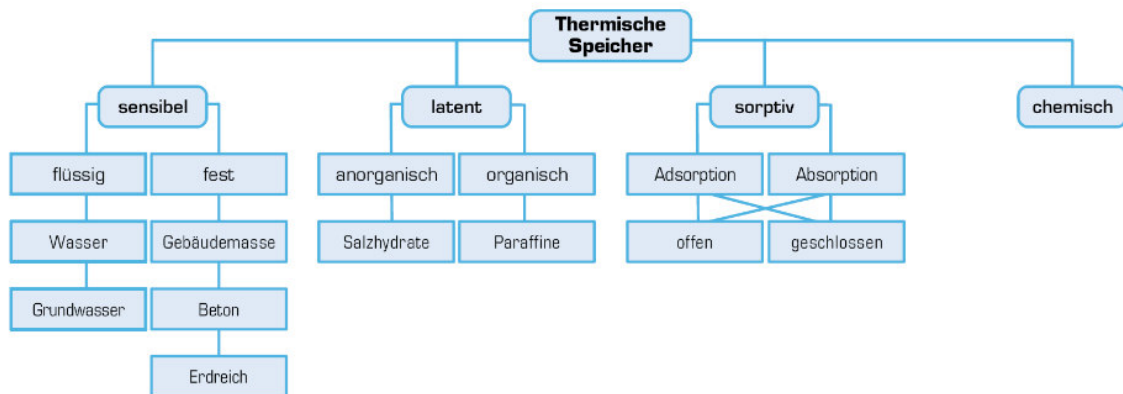 Thermische
Speicher
sensibel
latent
sorptiv
chemisch
flüssig
fest
anorganisch
organisch
Adsorption
Absorption
Wasser
Gebäudemasse
Salzhydrate
Paraffine
offen
geschlossen
Grundwasser
Beton
Erdreich